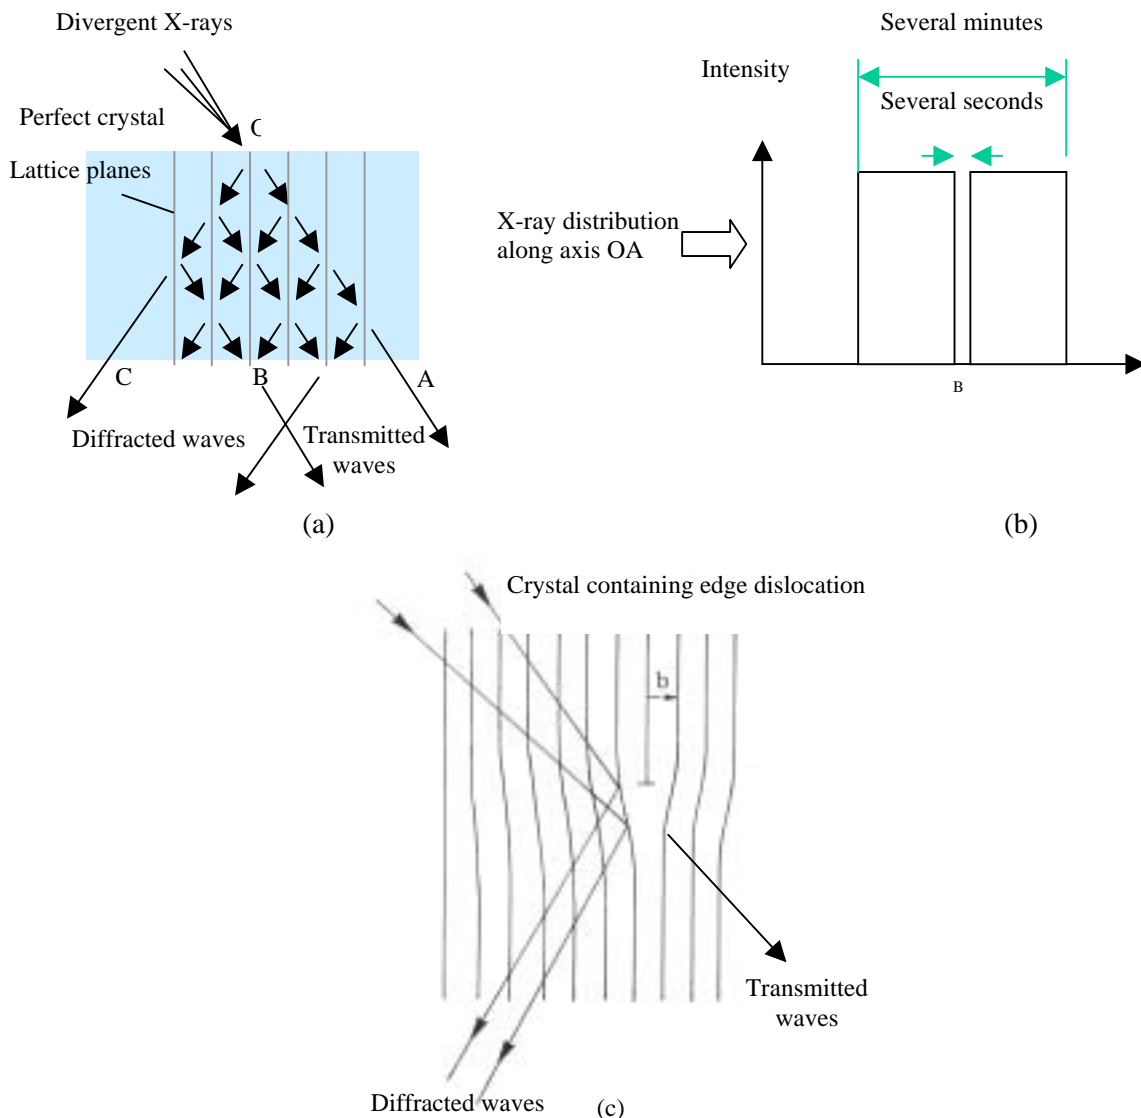 Divergent X-rays
Perfect crystal
Lattice planes
C
B
A
Diffracted waves
Transmitted
waves
(a)
Several minutes
Intensity
Several seconds
X-ray distribution
along axis OA
B
(b)
Crystal containing edge dislocation
b
Transmitted
waves
Diffracted waves
(c)